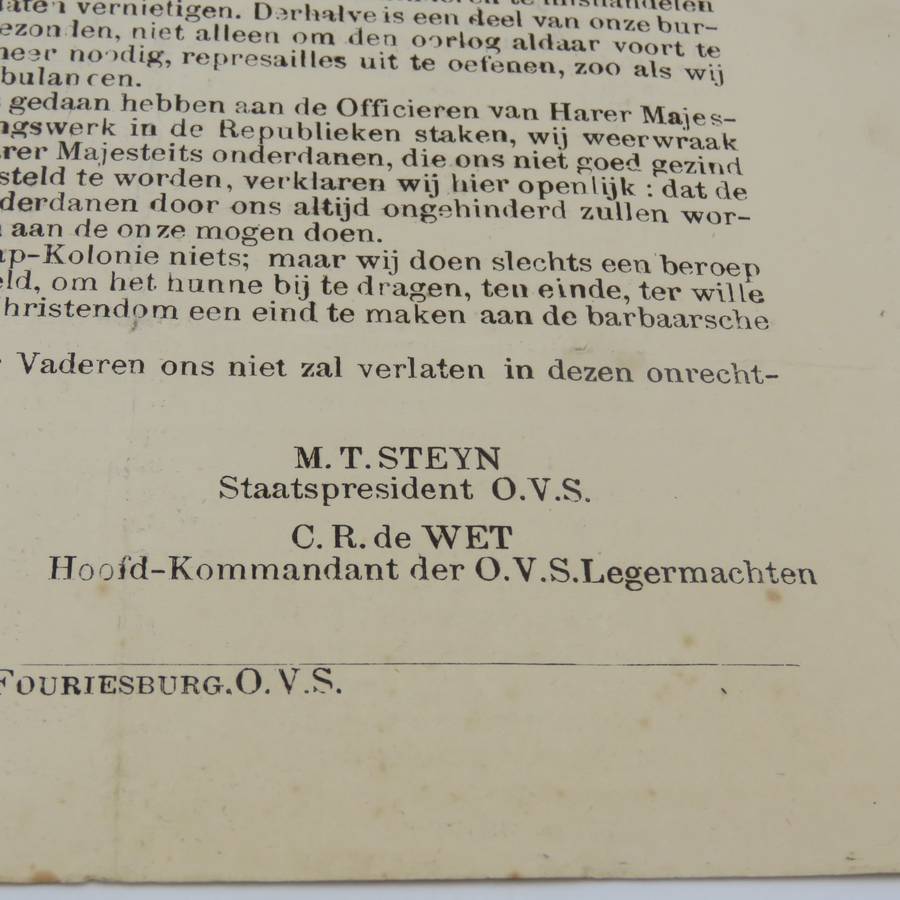 vernietigen. Derhalve is een deel van onze bur-
niet alleen om den oorlog aldaar voort te
noodig, represailles uit te oefenen, zoo als wij
bulancen.
gedaan hebben aan de Officieren van Harer Majes-
ngswerk in de Republieken staken, wij weerwraak
rer Majesteits onderdanen, die ons niet goed gezind
steld te worden, verklaren wij hier openlijk : dat de
derdanen door ons altijd ongehinderd zullen wor-
aan de onze mogen doen.
ap-Kolonie niets; maar wij doen slechts een beroep
eld, om het hunne bij te dragen, ten einde, ter wille
hristendom een eind te maken aan de barbaarsche
Vaderen ons niet zal verlaten in dezen onrecht-
M. T. STEYN
Staatspresident O.V.S.
C. R. de WET
Hoofd-Kommandant der O.V.S.Legermachten
FOURIESBURG.O.V.S.